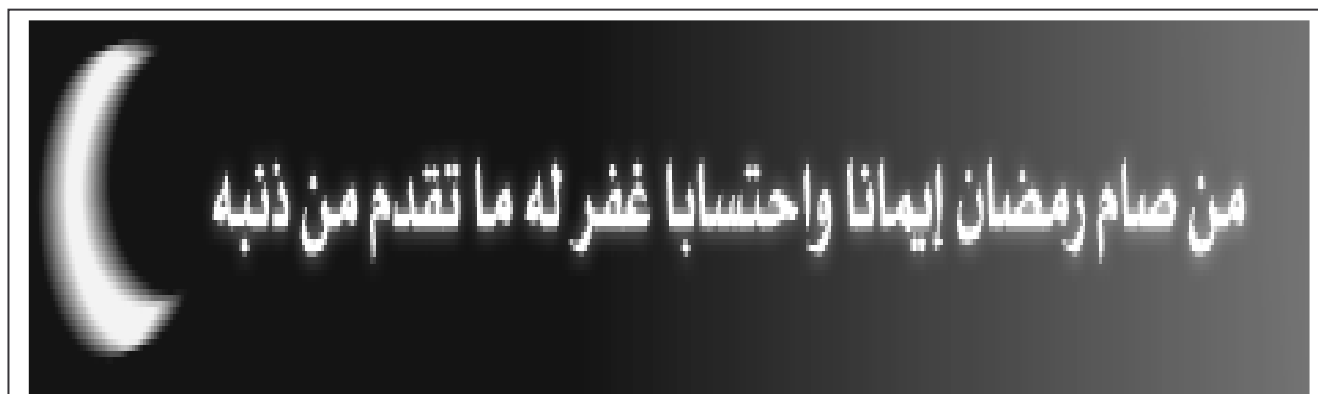 من صام رمضان إيمانا واحتسابا غفر له ما تقدم من ذنبه